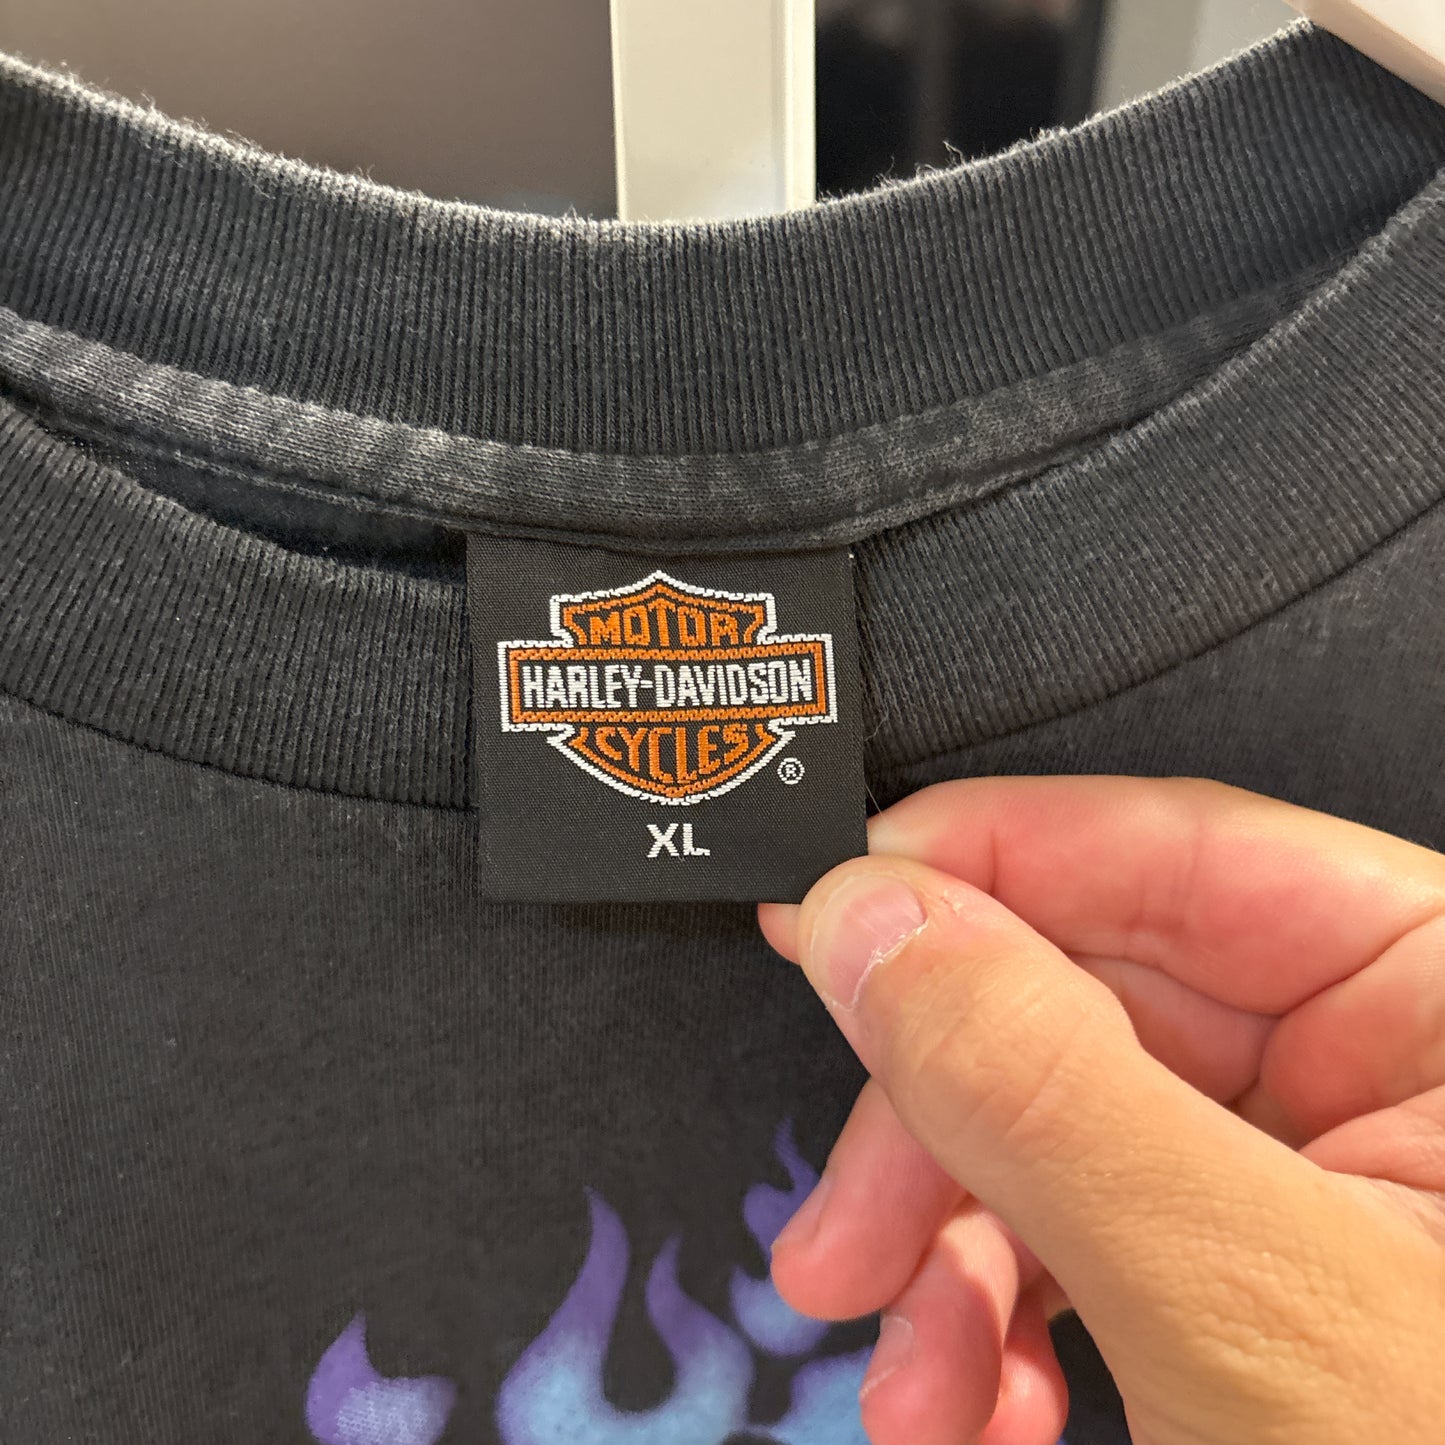 MOTOR
HARLEY-DAVIDSON
CYCLES
®
XL